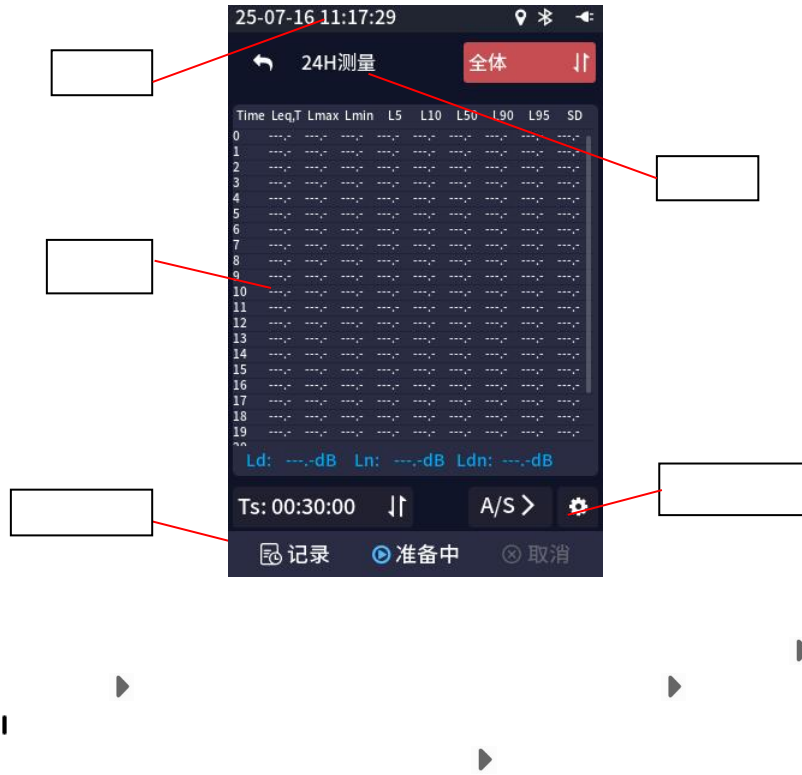 25-07-16 11:17:29
24H测量 全体
Time Leq,T Lmax Lmin L5 L10 L50 L90 L95 SD
0 ---.- ---.- ---.- ---.- ---.- ---.- ---.- ---.- ---.-
1 ---.- ---.- ---.- ---.- ---.- ---.- ---.- ---.- ---.-
2 ---.- ---.- ---.- ---.- ---.- ---.- ---.- ---.- ---.-
3 ---.- ---.- ---.- ---.- ---.- ---.- ---.- ---.- ---.-
4 ---.- ---.- ---.- ---.- ---.- ---.- ---.- ---.- ---.-
5 ---.- ---.- ---.- ---.- ---.- ---.- ---.- ---.- ---.-
6 ---.- ---.- ---.- ---.- ---.- ---.- ---.- ---.- ---.-
7 ---.- ---.- ---.- ---.- ---.- ---.- ---.- ---.- ---.-
8 ---.- ---.- ---.- ---.- ---.- ---.- ---.- ---.- ---.-
9 ---.- ---.- ---.- ---.- ---.- ---.- ---.- ---.- ---.-
10 ---.- ---.- ---.- ---.- ---.- ---.- ---.- ---.- ---.-
11 ---.- ---.- ---.- ---.- ---.- ---.- ---.- ---.- ---.-
12 ---.- ---.- ---.- ---.- ---.- ---.- ---.- ---.- ---.-
13 ---.- ---.- ---.- ---.- ---.- ---.- ---.- ---.- ---.-
14 ---.- ---.- ---.- ---.- ---.- ---.- ---.- ---.- ---.-
15 ---.- ---.- ---.- ---.- ---.- ---.- ---.- ---.- ---.-
16 ---.- ---.- ---.- ---.- ---.- ---.- ---.- ---.- ---.-
17 ---.- ---.- ---.- ---.- ---.- ---.- ---.- ---.- ---.-
18 ---.- ---.- ---.- ---.- ---.- ---.- ---.- ---.- ---.-
19 ---.- ---.- ---.- ---.- ---.- ---.- ---.- ---.- ---.-
Ld: ---.-dB Ln: ---.-dB Ldn: ---.-dB
Ts: 00:30:00 A/S
记录 准备中 取消